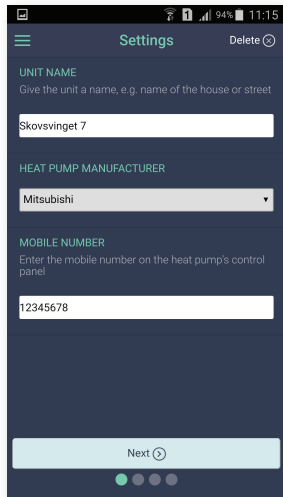 1 94% 11:15
Settings Delete
UNIT NAME
Give the unit a name, e.g. name of the house or street
Skovsvinget 7
HEAT PUMP MANUFACTURER
Mitsubishi
MOBILE NUMBER
Enter the mobile number on the heat pump's control
panel
12345678
Next